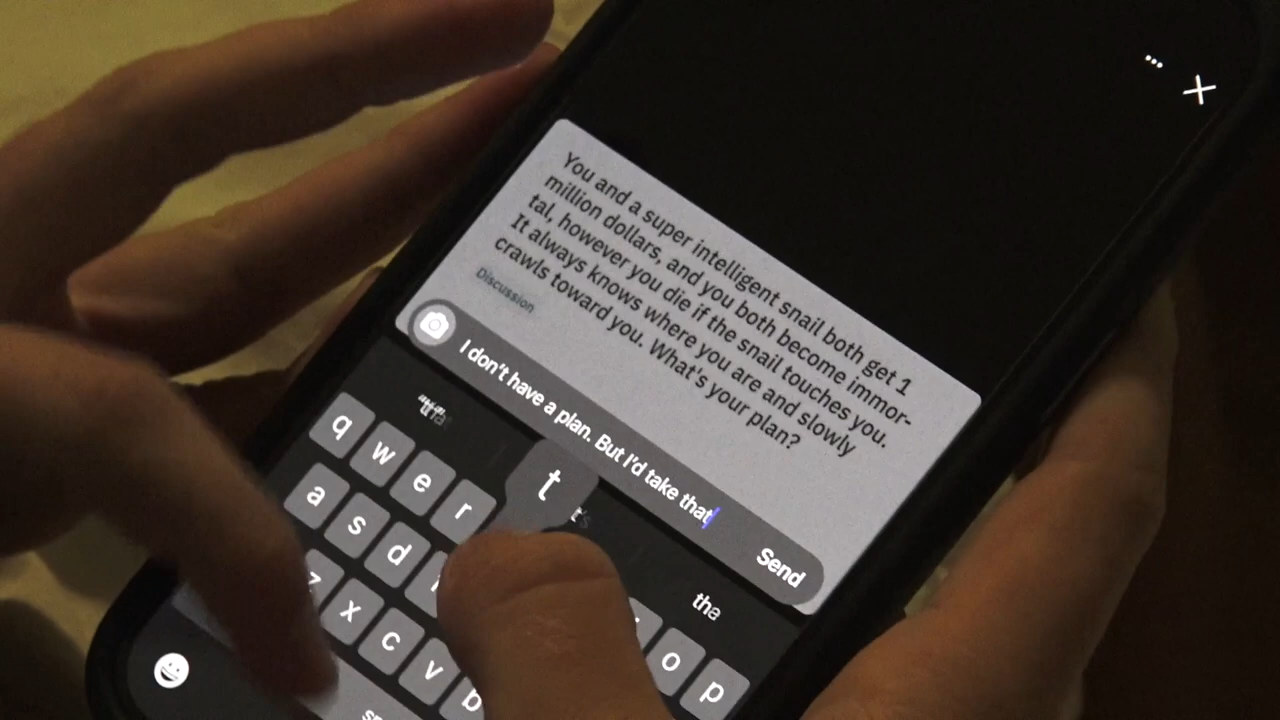 You and a super intelligent snail both get 1
million dollars, and you both become immor-
tal, however you die if the snail touches you.
It always knows where you are and slowly
crawls toward you. What's your plan?
Discussion
I don't have a plan. But I'd take that
Send
tha
t
q w e r
o p
a s d
z x c v b